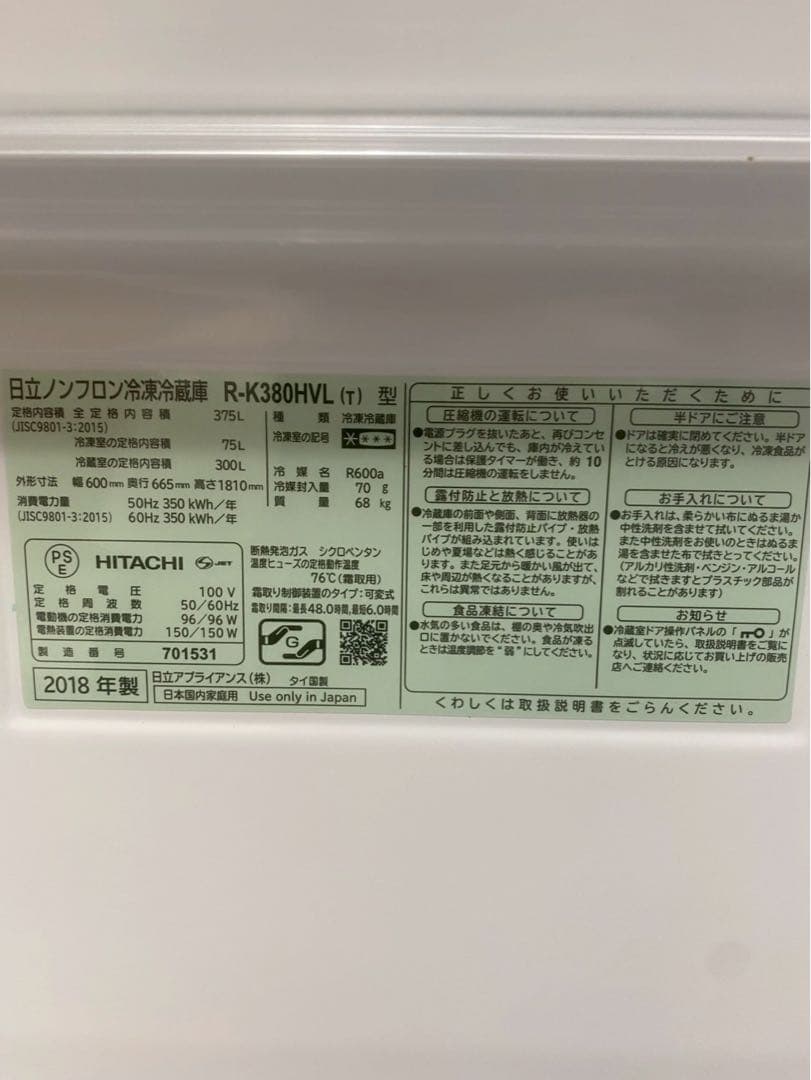 日立ノンフロン冷凍冷蔵庫 R-K380HVL (T) 型
定格内容積 全定格内容積 375L
(JISC9801-3:2015)
冷凍室の定格内容積 75L
冷蔵室の定格内容積 300L
外形寸法 幅600mm 奥行665mm 高さ1810mm
消費電力量 50Hz 350 kWh/年
(JISC9801-3:2015) 60Hz 350 kWh/年
種類 冷凍冷蔵庫
冷凍室の記号 ****
冷媒名 R600a
冷媒封入量 70 g
質量 68 kg
PSE HITACHI JET
定格電圧 100 V
定格周波数 50/60Hz
電動機の定格消費電力 96/96 W
電熱装置の定格消費電力 150/150 W
製造番号 701531
断熱発泡ガス シクロペンタン
温度ヒューズの定格動作温度
76℃(霜取用)
霜取り制御装置のタイプ:可変式
霜取り期間:最長48.0時間、最短6.0時間
G
2018 年製
日立アプライアンス(株) タイ国製
日本国内家庭用 Use only in Japan
正しくお使いいただくために
圧縮機の運転について
●電源プラグを抜いたあと、再びコンセ
ントに差し込んでも、庫内が冷えてい
る場合は保護タイマーが働き、約10
分間は圧縮機の運転をしません。
露付防止と放熱について
●冷蔵庫の前面や側面、背面に放熱器の
一部を利用した露付防止パイプ・放熱
パイプが組み込まれています。使いは
じめや夏場などは熱く感じることがあ
ります。また足元から暖かい風が出て、
床や周辺が熱くなることがありますが、
これらは異常ではありません。
食品凍結について
●水気の多い食品は、棚の奥や冷気吹出
口に置かないでください。食品が凍ると
ときは温度調節を“弱”にしてください。
半ドアにご注意
●ドアは確実に閉めてください。半ドア
になると冷えが悪くなり、冷凍食品が
とける原因になります。
お手入れについて
●お手入れは、柔らかい布にぬるま湯か
中性洗剤を含ませて拭いてください。
また中性洗剤をお使いのときはぬるま
湯を含ませた布で拭きとってください。
(アルカリ性洗剤・ベンジン・アルコール
などで拭きますとプラスチック部品が
割れることがあります)
お知らせ
●冷蔵室ドア操作パネルの「」が
点滅していたら、取扱説明書をご覧に
なり、状況に応じてお買い上げの販売
店へご連絡ください。
くわしくは取扱説明書をごらんください。